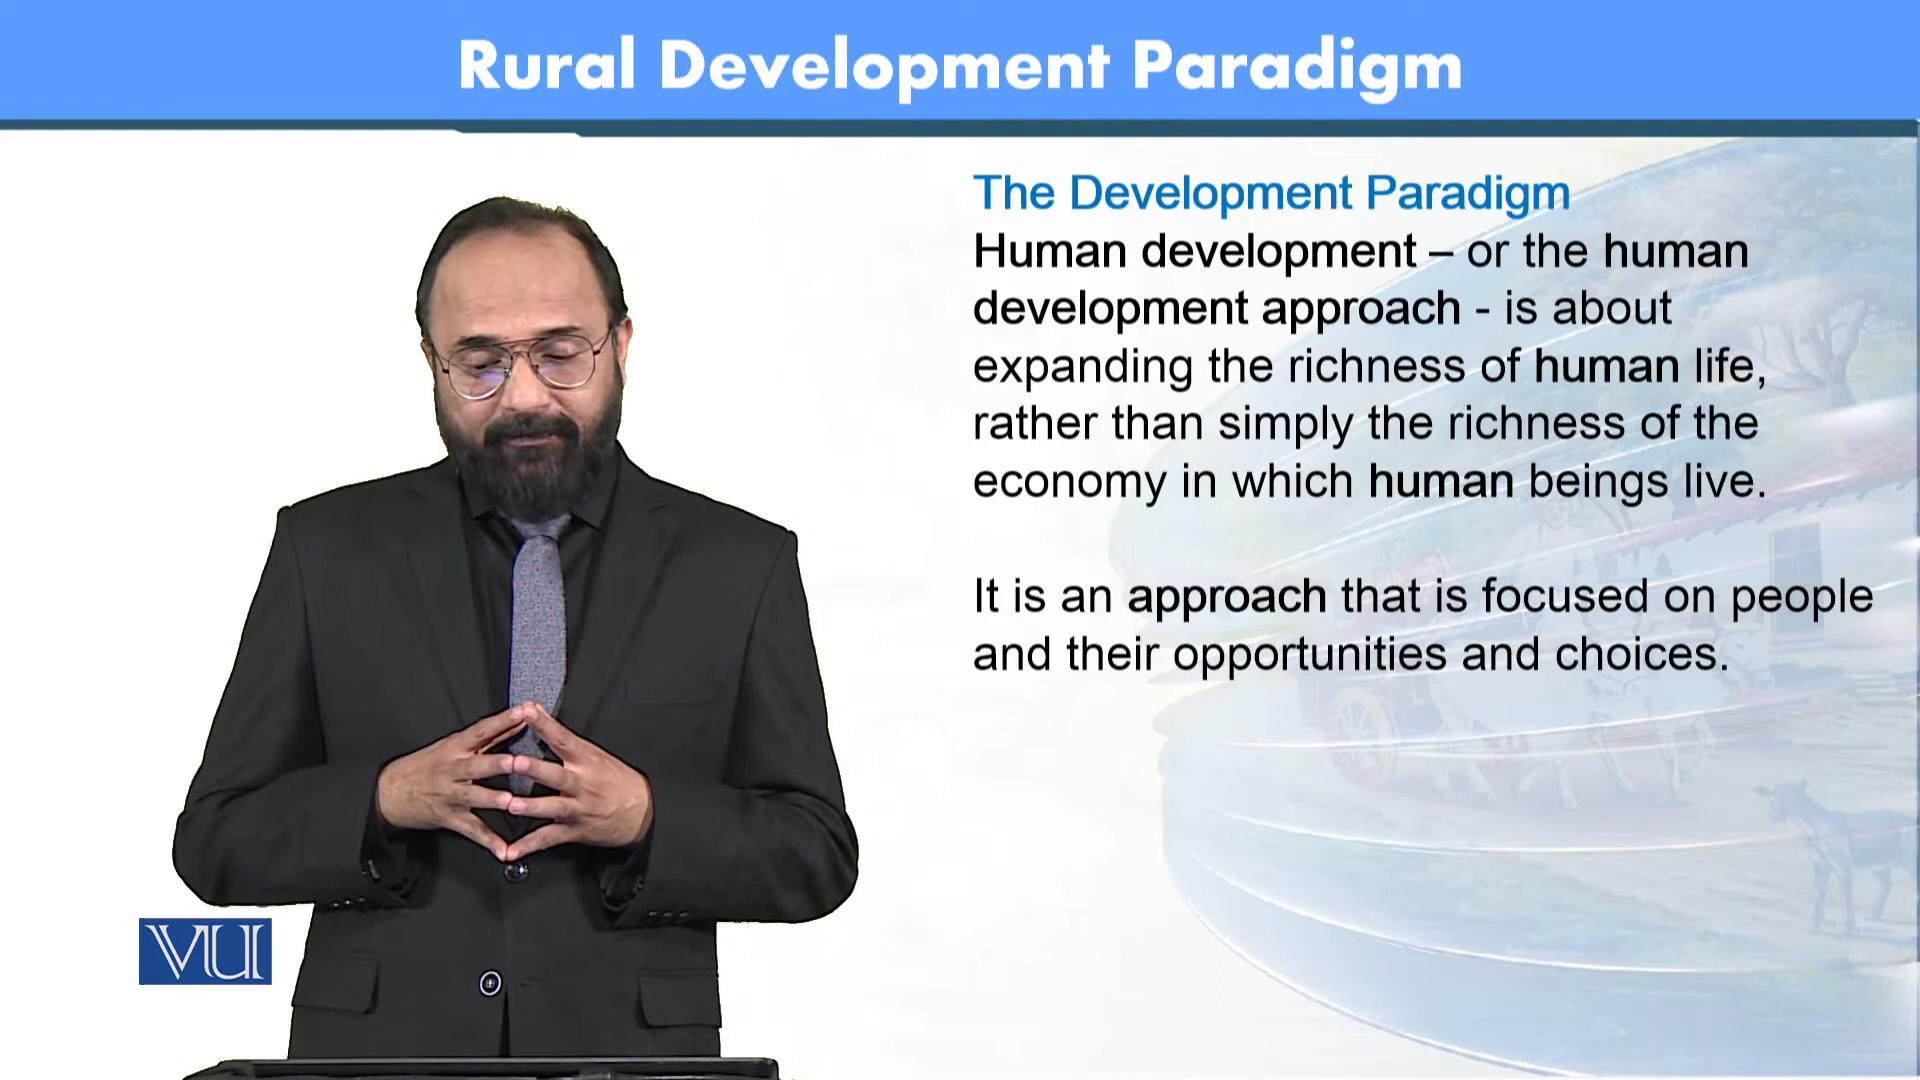 Rural Development Paradigm
The Development Paradigm
Human development – or the human
development approach - is about
expanding the richness of human life,
rather than simply the richness of the
economy in which human beings live.
It is an approach that is focused on people
and their opportunities and choices.
VU